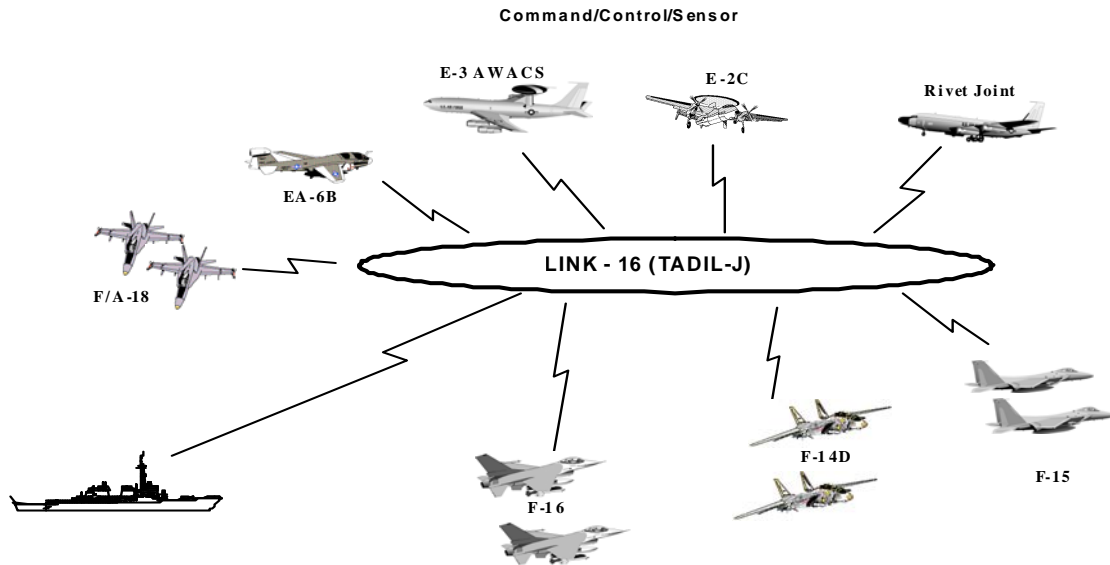 Command/Control/Sensor
E-3 AWACS
E-2C
Rivet Joint
EA-6B
F/A-18
LINK - 16 (TADIL-J)
F-14D
F-15
F-16